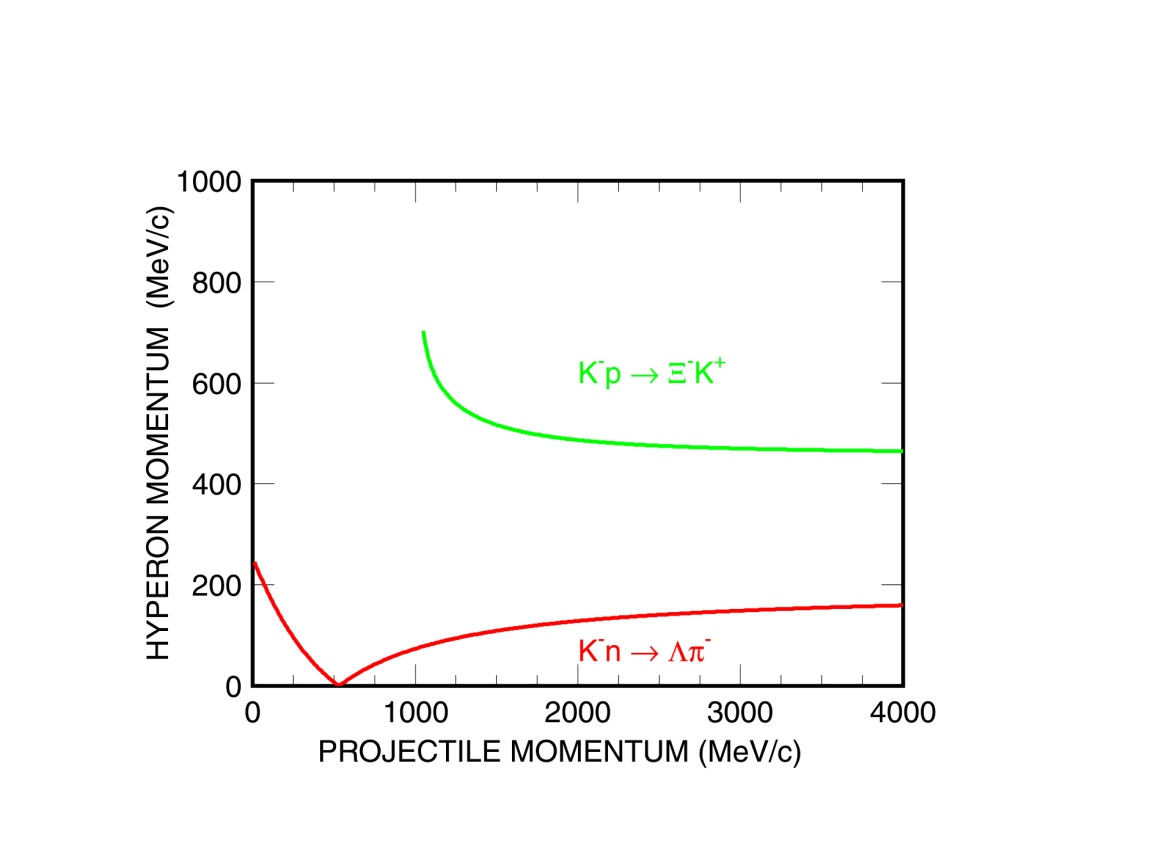 1000
800
600
400
200
0
HYPERON MOMENTUM (MeV/c)
K⁻p → Ξ⁻K⁺
K⁻n → Λπ⁻
0 1000 2000 3000 4000
PROJECTILE MOMENTUM (MeV/c)